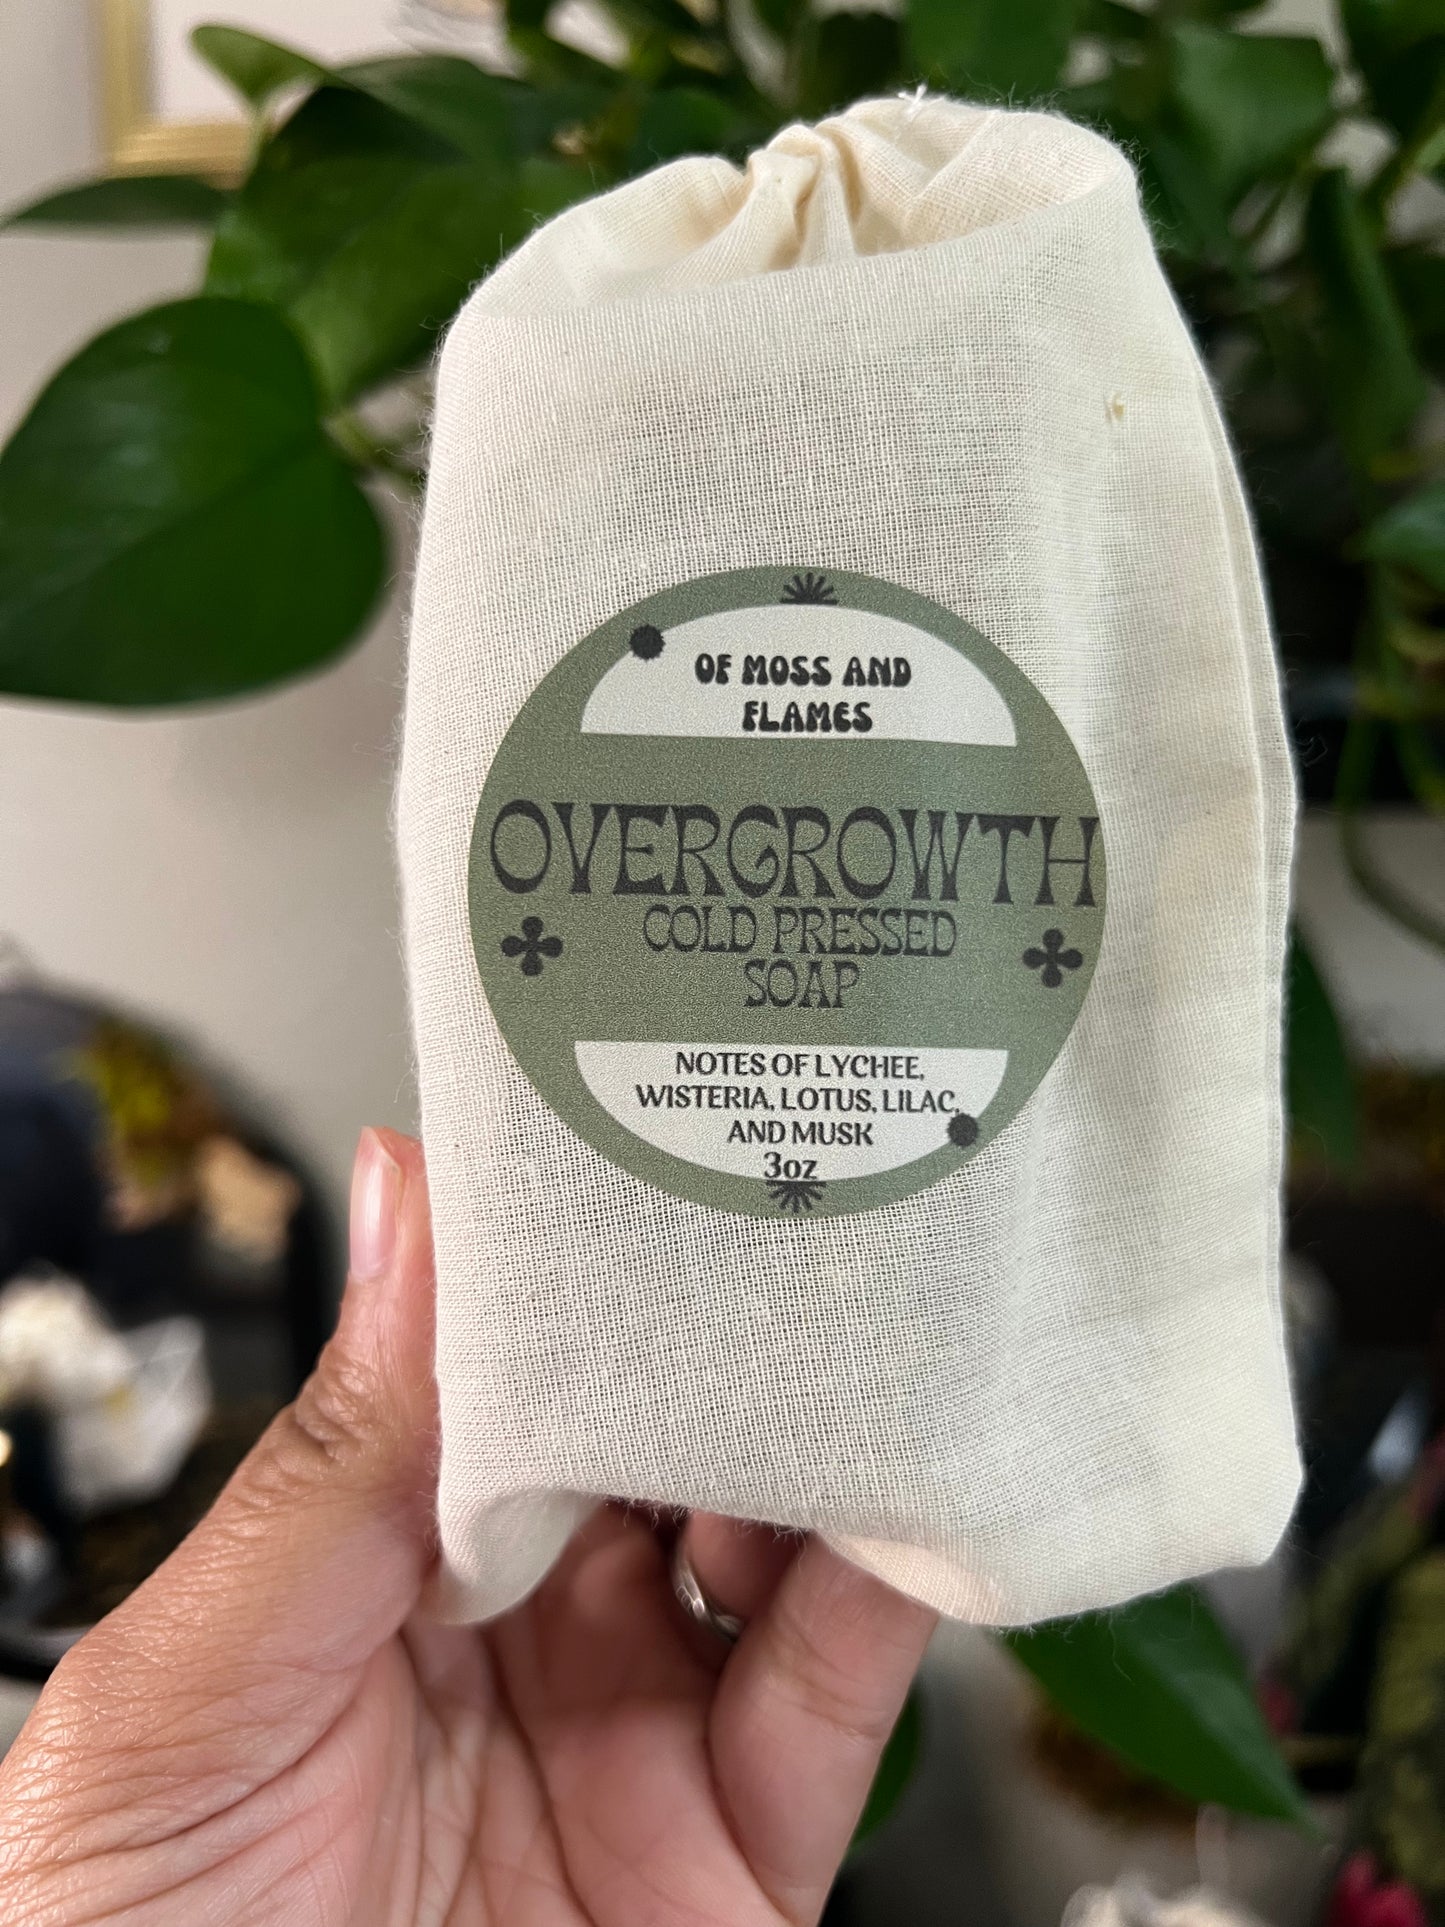 OF MOSS AND
FLAMES
OVERGROWTH
COLD PRESSED
SOAP
NOTES OF LYCHEE,
WISTERIA, LOTUS, LILAC,
AND MUSK
3oz